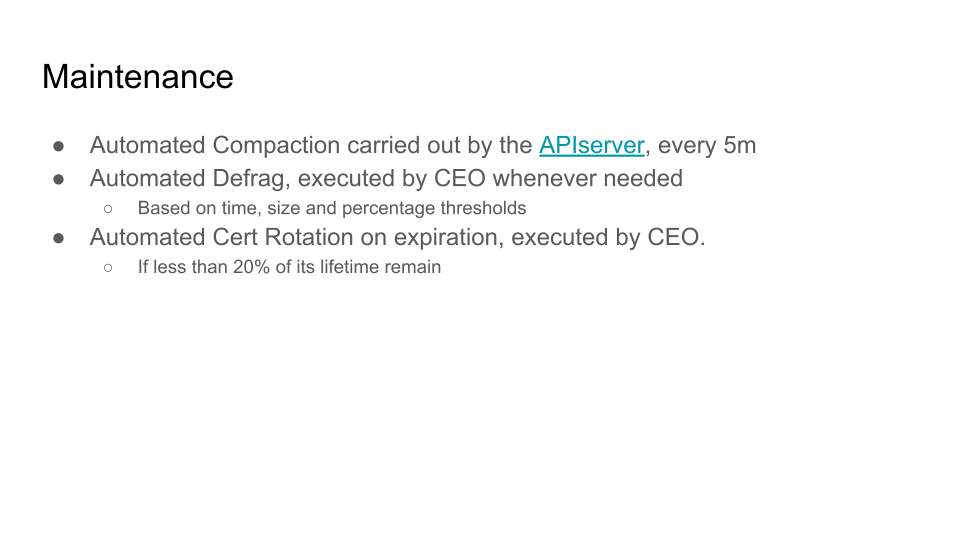 Maintenance
● Automated Compaction carried out by the APIserver, every 5m
● Automated Defrag, executed by CEO whenever needed
○ Based on time, size and percentage thresholds
● Automated Cert Rotation on expiration, executed by CEO.
○ If less than 20% of its lifetime remain